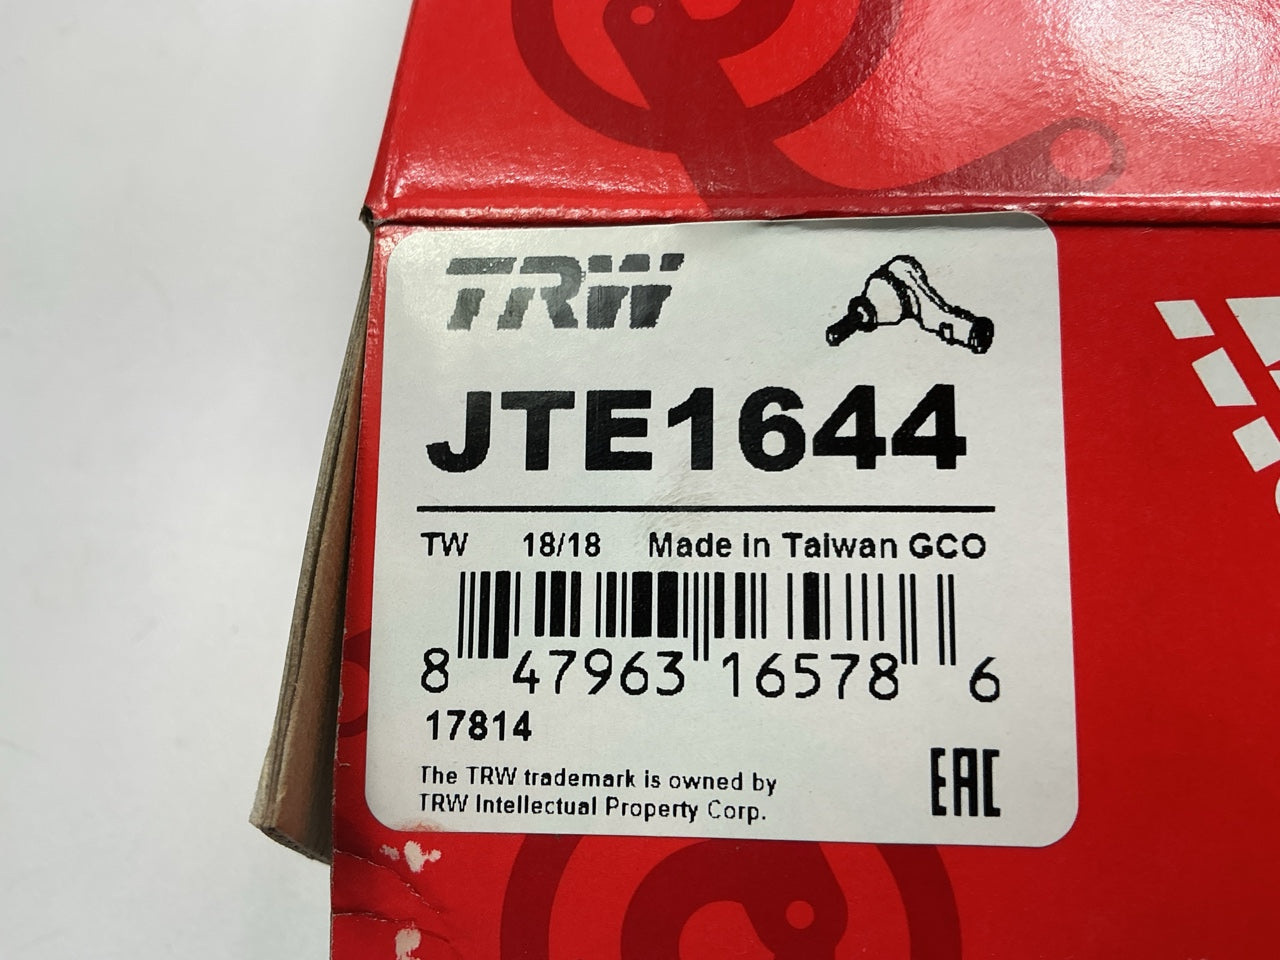 TRW
JTE1644
TW 18/18 Made in Taiwan GCO
8 47963 16578 6
17814
The TRW trademark is owned by
TRW Intellectual Property Corp.
EAC